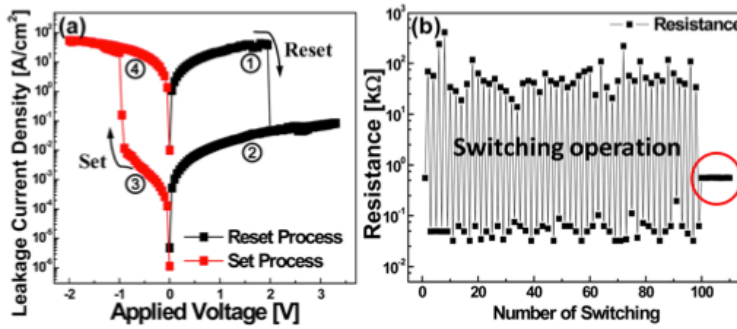 (a)
Leakage Current Density [A/cm²]
10²
10¹
10⁰
10⁻¹
10⁻²
10⁻³
10⁻⁴
10⁻⁵
10⁻⁶
④
①
Reset
Set
③
②
Reset Process
Set Process
-2 -1 0 1 2 3
Applied Voltage [V]
(b)
Resistance
Resistance [kΩ]
10³
10²
10¹
10⁰
10⁻¹
10⁻²
Switching operation
0 20 40 60 80 100
Number of Switching